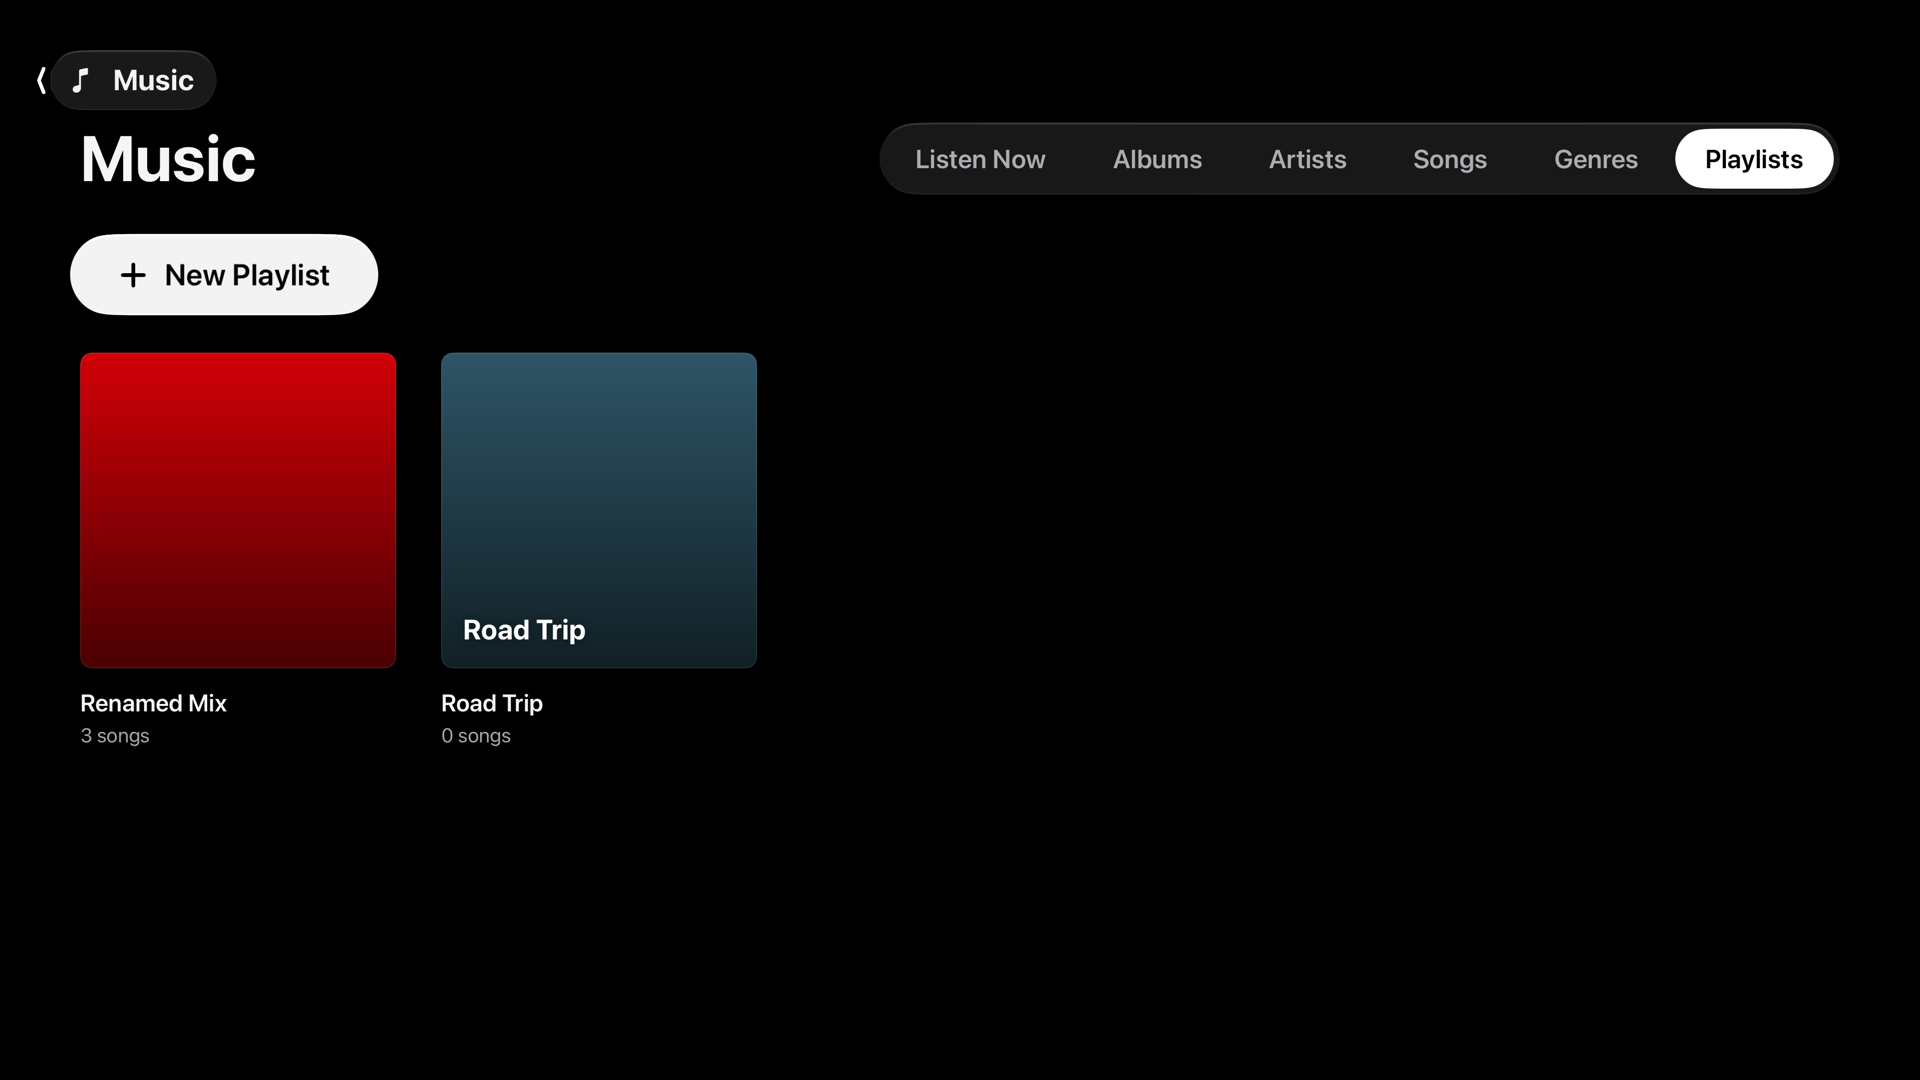 Music
Music
Listen Now Albums Artists Songs Genres Playlists
New Playlist
Road Trip
Renamed Mix
3 songs
Road Trip
0 songs